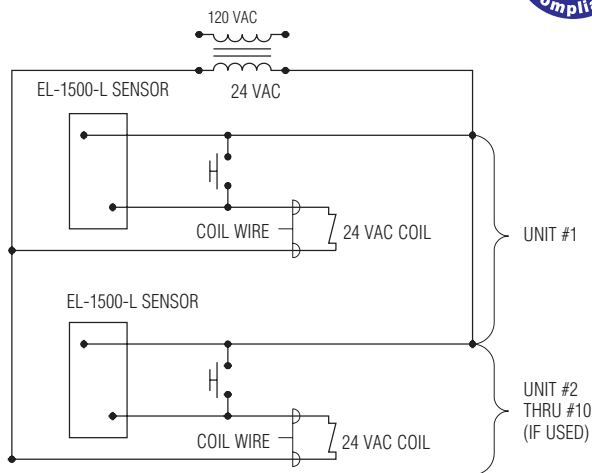 120 VAC
24 VAC
EL-1500-L SENSOR
COIL WIRE
24 VAC COIL
UNIT #1
EL-1500-L SENSOR
COIL WIRE
24 VAC COIL
UNIT #2
THRU #10
(IF USED)